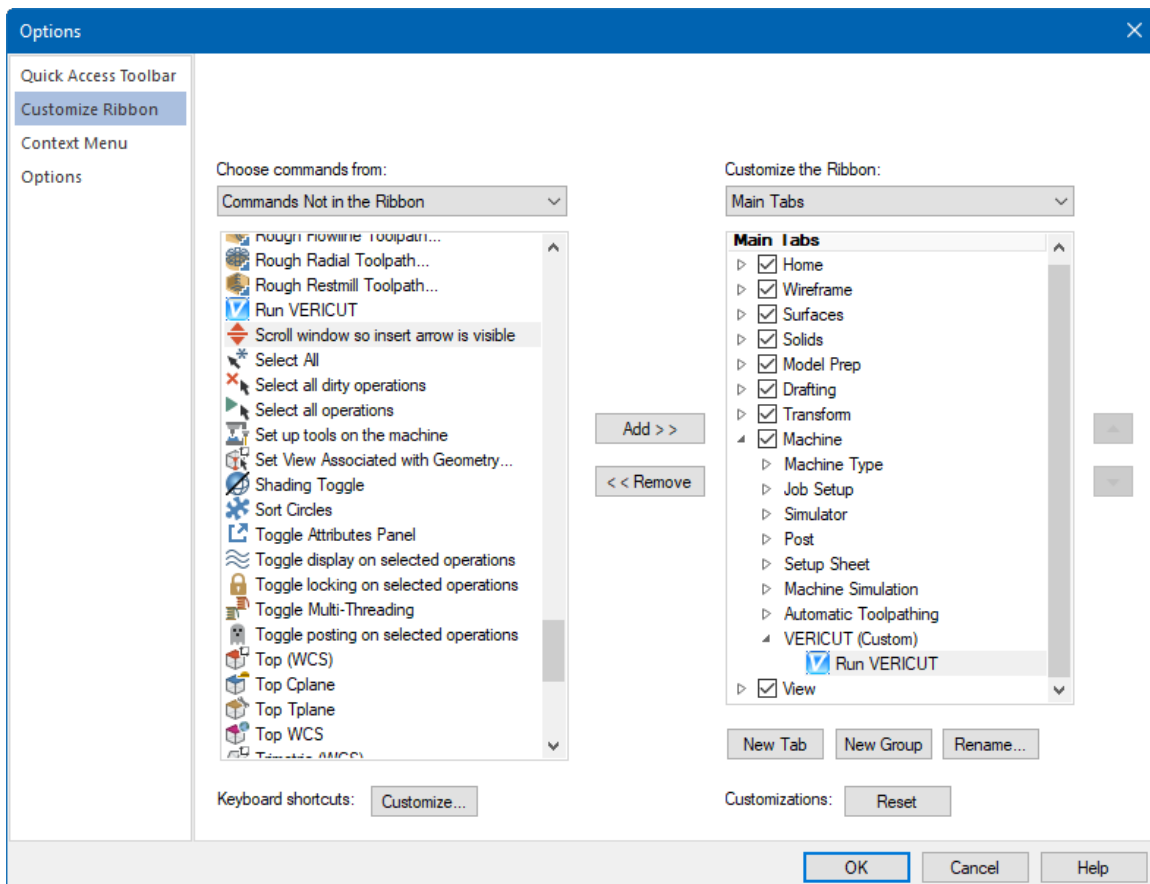 Options
Quick Access Toolbar
Customize Ribbon
Context Menu
Options
Choose commands from:
Commands Not in the Ribbon
Rough Flowline Toolpath...
Rough Radial Toolpath...
Rough Restmill Toolpath...
Run VERICUT
Scroll window so insert arrow is visible
Select All
Select all dirty operations
Select all operations
Set up tools on the machine
Set View Associated with Geometry...
Shading Toggle
Sort Circles
Toggle Attributes Panel
Toggle display on selected operations
Toggle locking on selected operations
Toggle Multi-Threading
Toggle posting on selected operations
Top (WCS)
Top Cplane
Top Tplane
Top WCS
Trimetric (WCS)
Keyboard shortcuts:
Customize...
Add >>
<< Remove
Customize the Ribbon:
Main Tabs
Main Tabs
Home
Wireframe
Surfaces
Solids
Model Prep
Drafting
Transform
Machine
Machine Type
Job Setup
Simulator
Post
Setup Sheet
Machine Simulation
Automatic Toolpathing
VERICUT (Custom)
Run VERICUT
View
New Tab
New Group
Rename...
Customizations:
Reset
OK
Cancel
Help